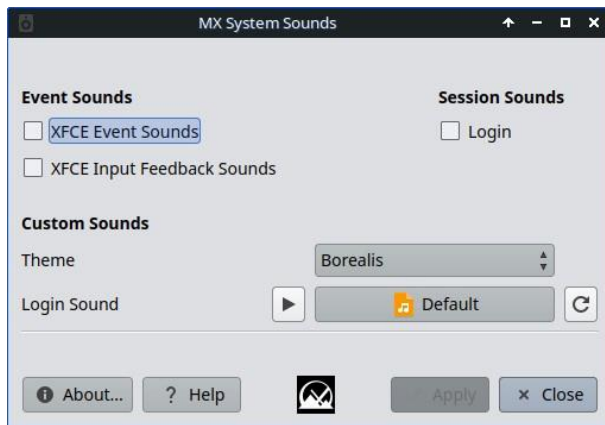 MX System Sounds
Event Sounds
Session Sounds
XFCE Event Sounds
Login
XFCE Input Feedback Sounds
Custom Sounds
Theme
Borealis
Login Sound
Default
About...
? Help
Apply
Close